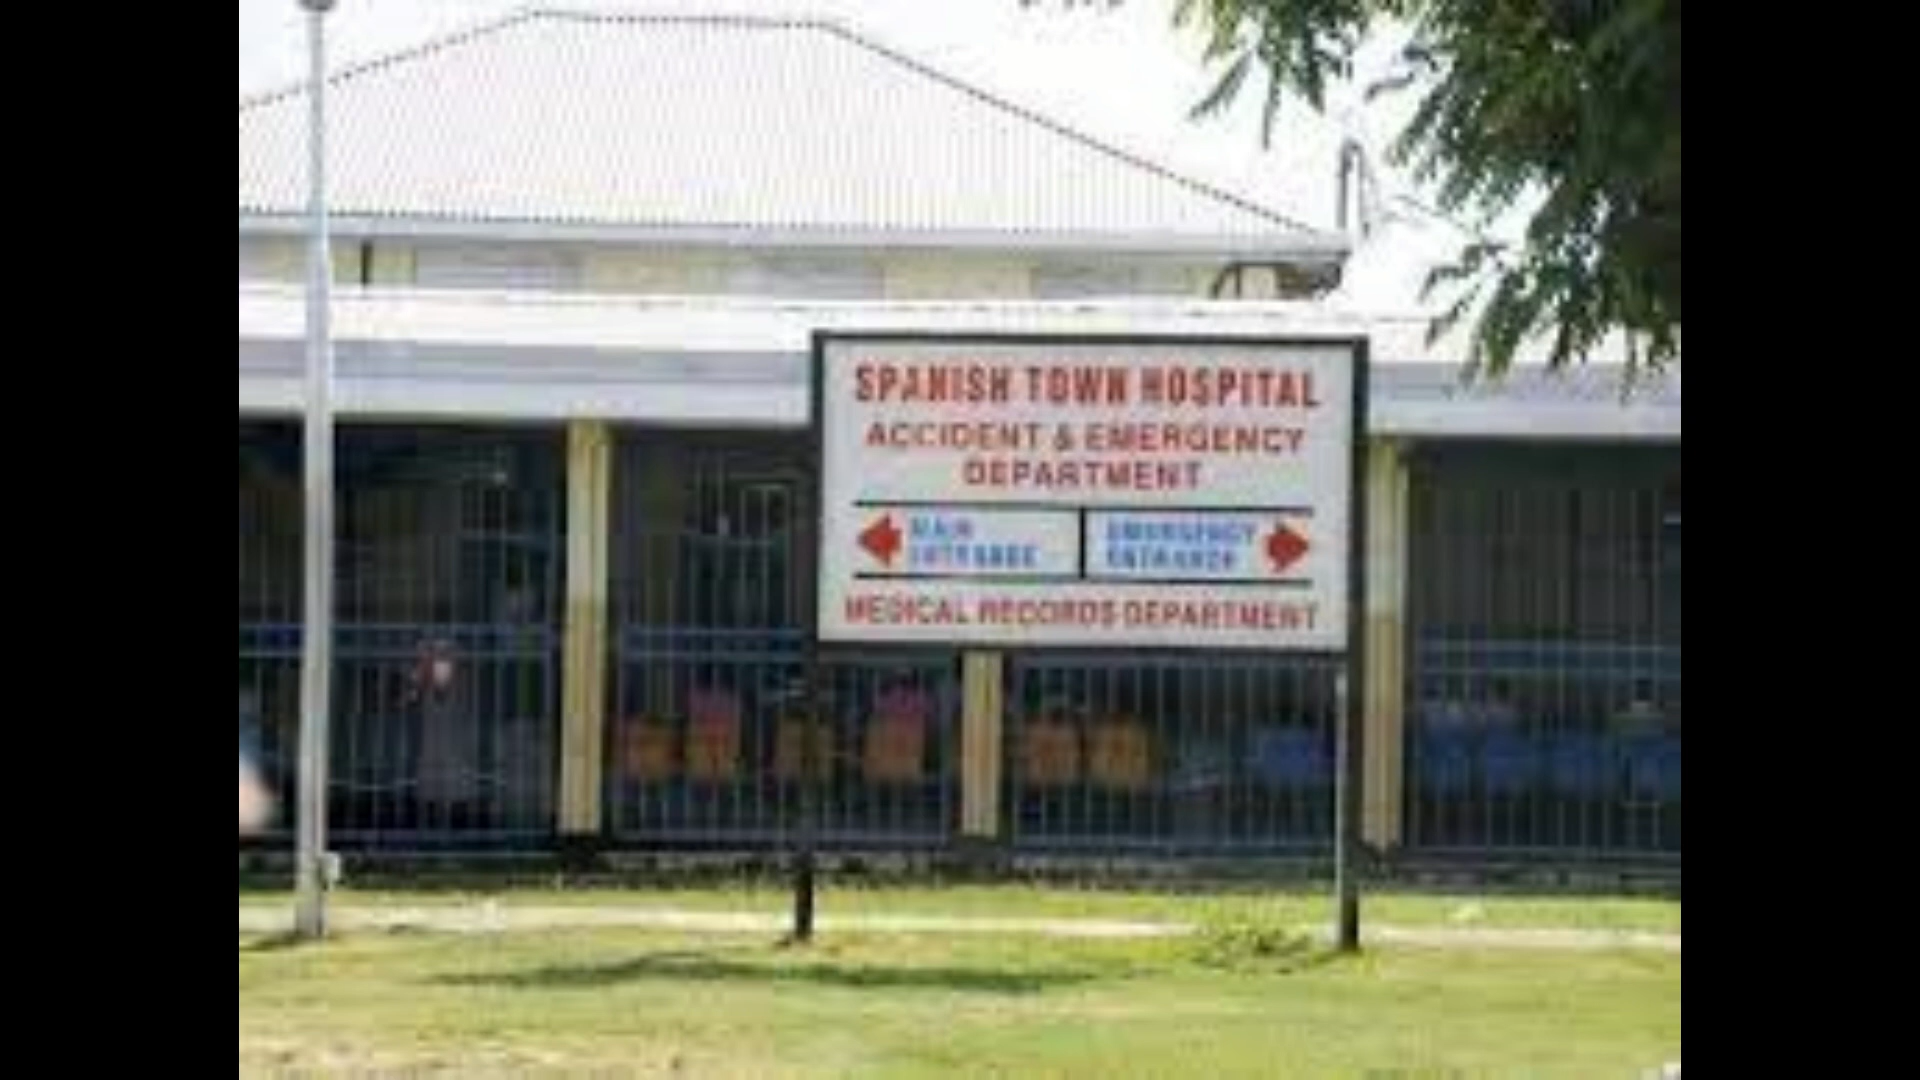 SPANISH TOWN HOSPITAL
ACCIDENT & EMERGENCY
DEPARTMENT
MAIN
ENTRANCE
EMERGENCY
ENTRANCE
MEDICAL RECORDS DEPARTMENT